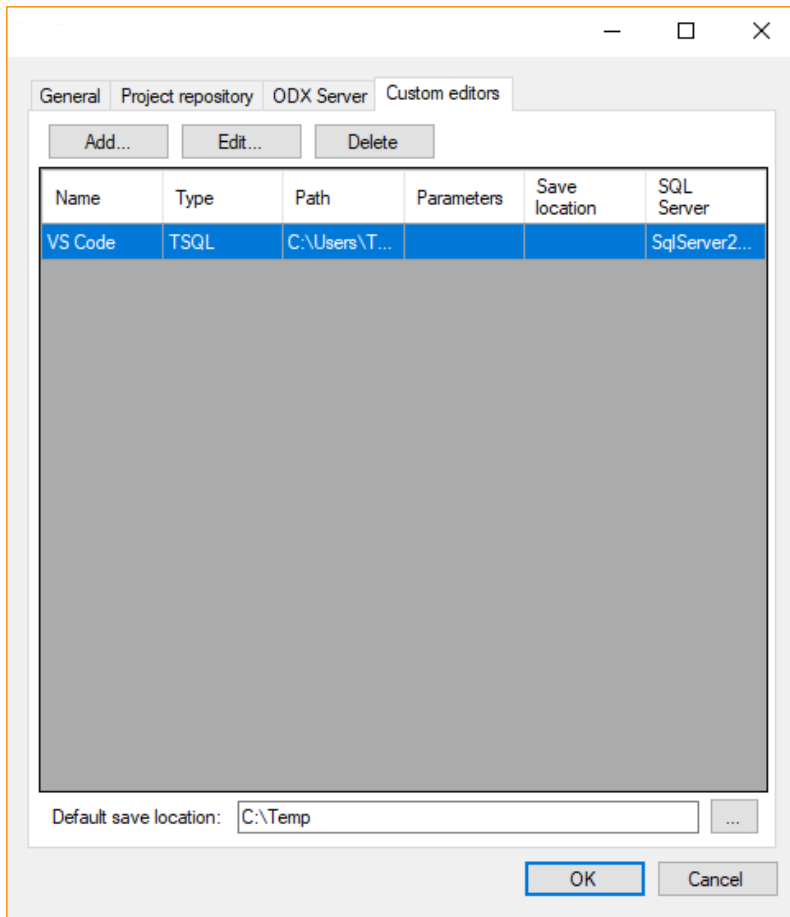 General Project repository ODX Server Custom editors
Add... Edit... Delete
Name Type Path Parameters Save location SQL Server
VS Code TSQL C:\Users\T... SqlServer2...
Default save location: C:\Temp ...
OK Cancel